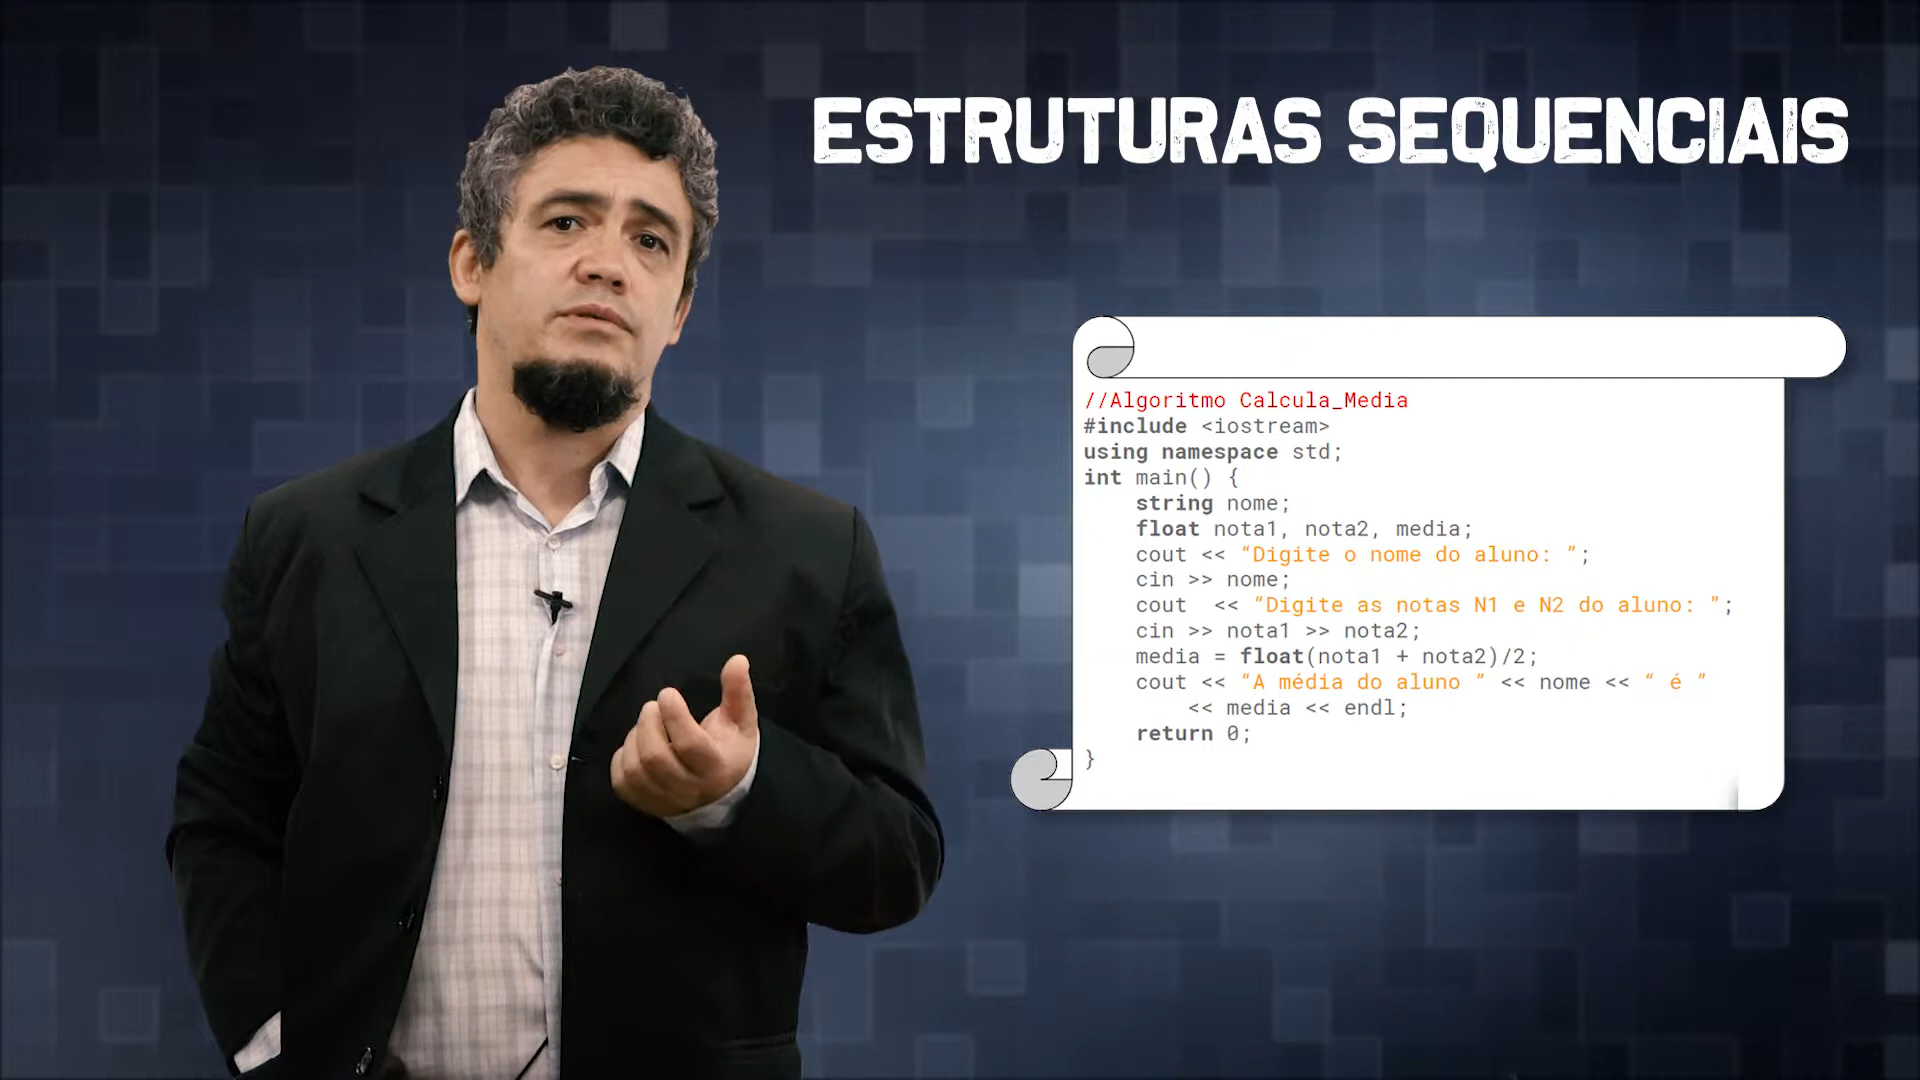 ESTRUTURAS SEQUENCIAIS
//Algoritmo Calcula_Media
#include <iostream>
using namespace std;
int main() {
    string nome;
    float nota1, nota2, media;
    cout << “Digite o nome do aluno: ”;
    cin >> nome;
    cout  << “Digite as notas N1 e N2 do aluno: ”;
    cin >> nota1 >> nota2;
    media = float(nota1 + nota2)/2;
    cout << “A média do aluno ” << nome << “ é ”
        << media << endl;
    return 0;
}